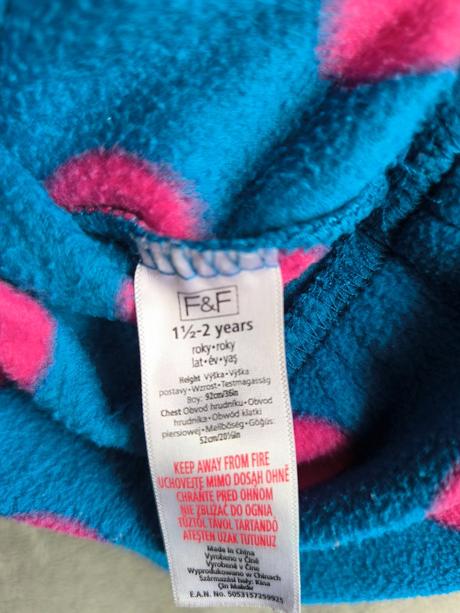 F&F
1½-2 years
roky•roky
lat•év•yaş
Height Výška•Výška
postavy•Wzrost•Testmagasság
Boy: 92cm/36in
Chest Obvod hrudníku•Obvod
hrudníka•Obwód klatki
piersiowej•Mellbőség•Göğüs:
52cm/20½in
KEEP AWAY FROM FIRE
UCHOVEJTE MIMO DOSAH OHNĚ
CHRÁŇTE PRED OHŇOM
NIE ZBLIŻAĆ DO OGNIA
TŰZTŐL TÁVOL TARTANDÓ
ATEŞTEN UZAK TUTUNUZ
Made in China
Vyrobeno v Číně
Vyrobené v Číne
Wyprodukowano w Chinach
Származási hely: Kína
Çin Malıdır
E.A.N. No. 5053157259925